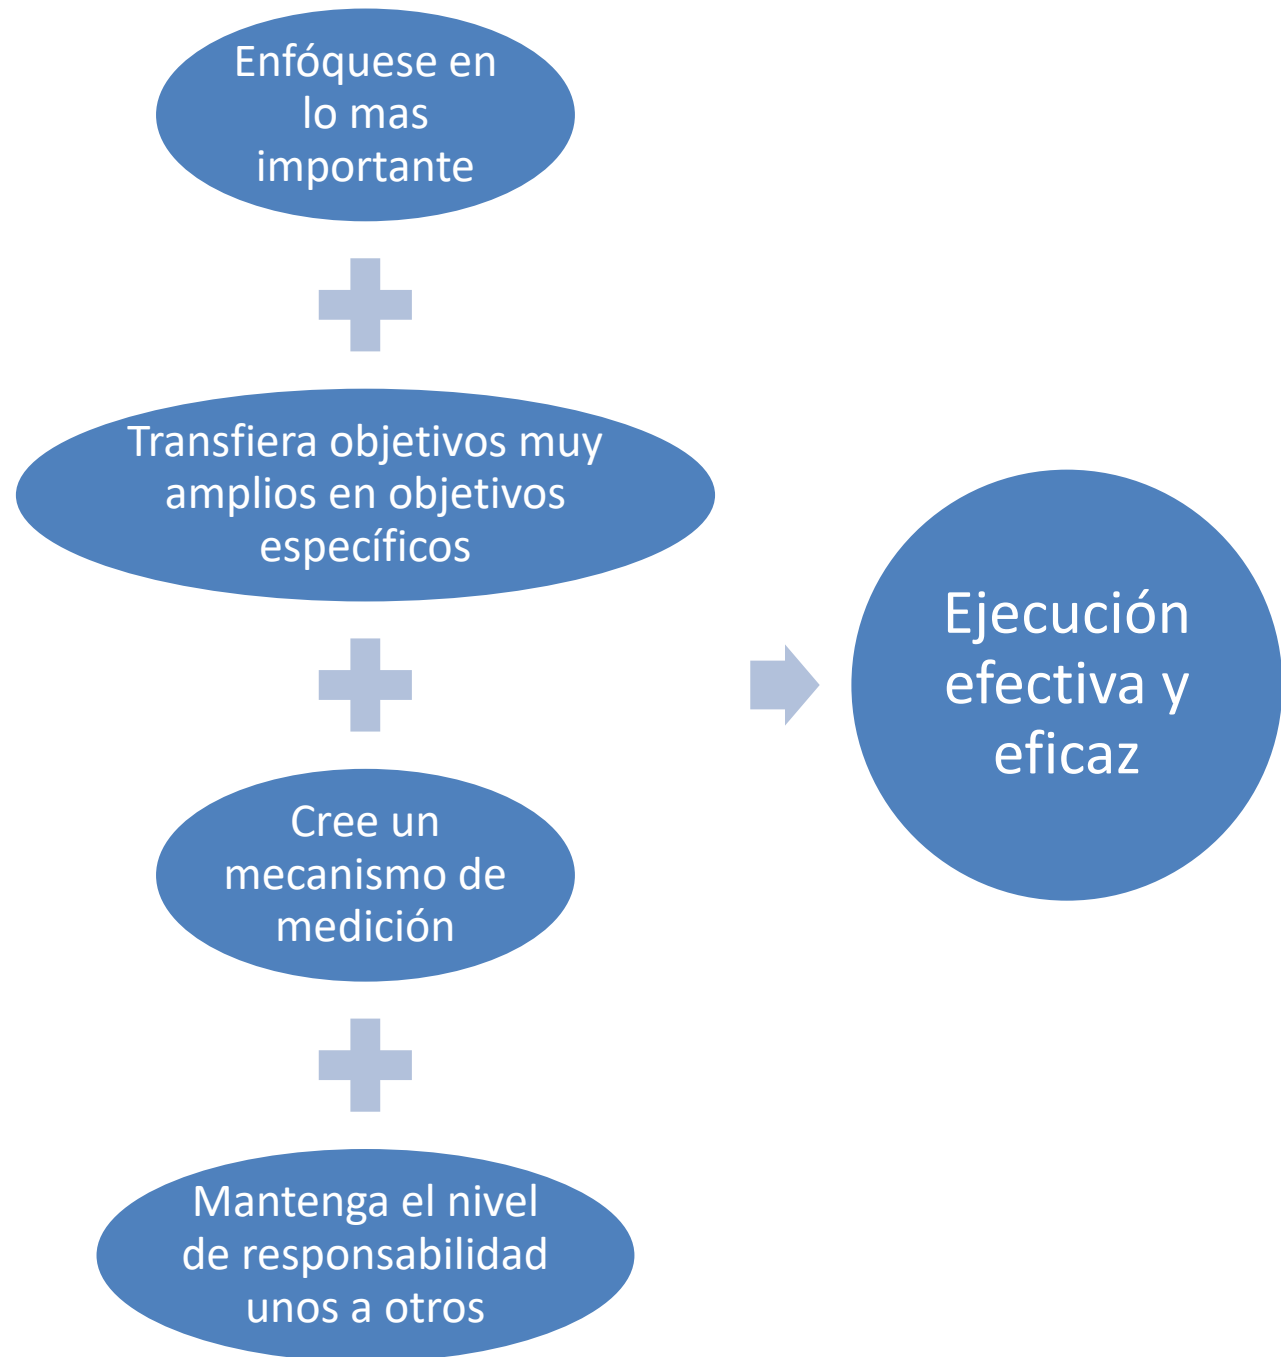 Enfóquese en
lo mas
importante
Transfiera objetivos muy
amplios en objetivos
específicos
Cree un
mecanismo de
medición
Mantenga el nivel
de responsabilidad
unos a otros
Ejecución
efectiva y
eficaz